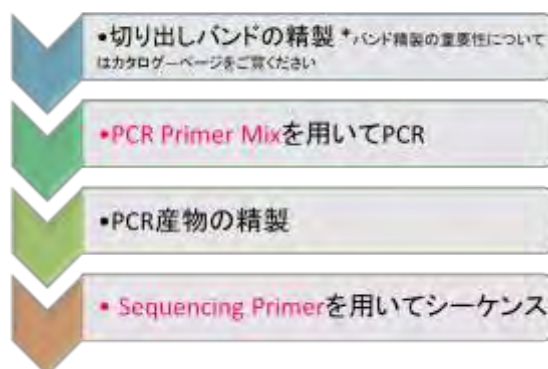 •切り出しバンドの精製 *バンド精製の重要性について
はカタログーページをご覧ください
•PCR Primer Mixを用いてPCR
•PCR産物の精製
• Sequencing Primerを用いてシーケンス